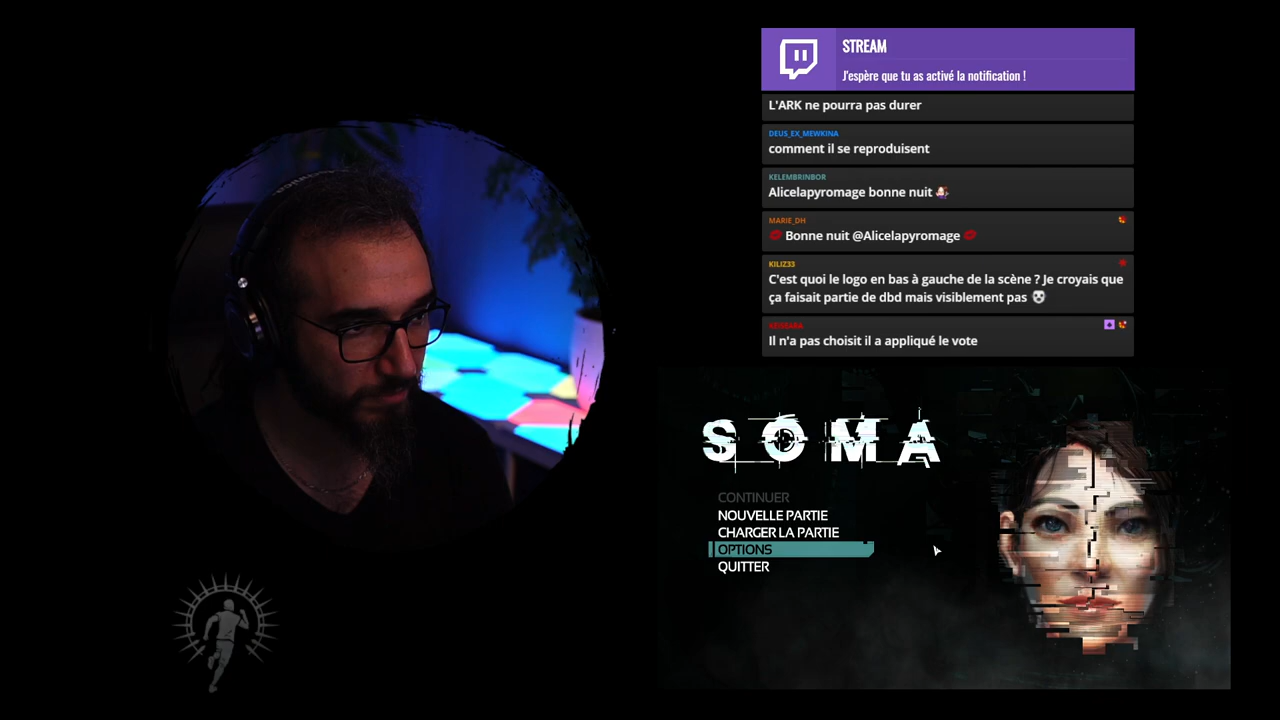 STREAM
J'espère que tu as activé la notification !
L'ARK ne pourra pas durer
DEUS_EX_MEWKINA
comment il se reproduisent
KELEMBRINBOR
Alicelapyromage bonne nuit
MARIE_DH
Bonne nuit @Alicelapyromage
KILIZ33
C'est quoi le logo en bas à gauche de la scène ? Je croyais que
ça faisait partie de dbd mais visiblement pas
Il n'a pas choisit il a appliqué le vote
SOMA
CONTINUER
NOUVELLE PARTIE
CHARGER LA PARTIE
OPTIONS
QUITTER